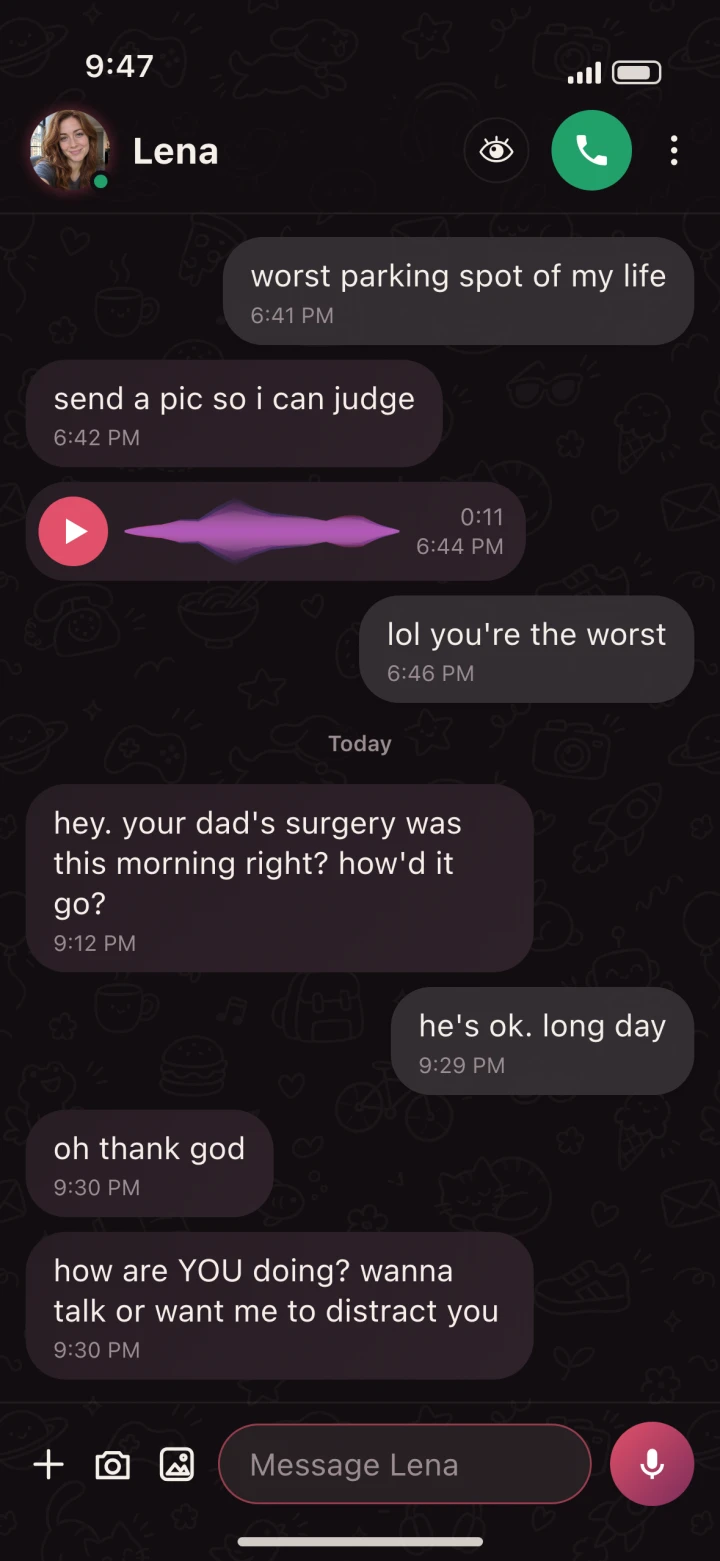 9:47
Lena
worst parking spot of my life
6:41 PM
send a pic so i can judge
6:42 PM
0:11
6:44 PM
lol you're the worst
6:46 PM
Today
hey. your dad's surgery was
this morning right? how'd it
go?
9:12 PM
he's ok. long day
9:29 PM
oh thank god
9:30 PM
how are YOU doing? wanna
talk or want me to distract you
9:30 PM
Message Lena